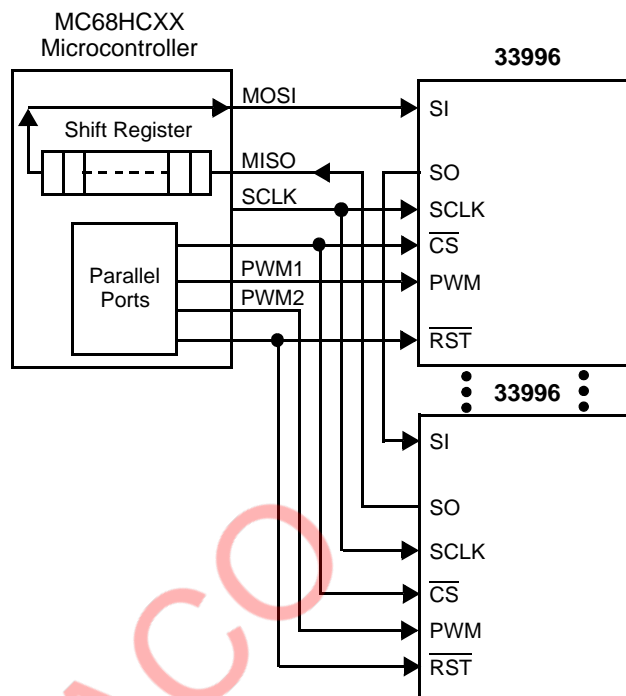 MC68HCXX
Microcontroller
33996
MOSI
SI
Shift Register
MISO
SO
SCLK
SCLK
CS
Parallel
Ports
PWM1
PWM
PWM2
RST
33996
SI
SO
SCLK
CS
PWM
RST
ACO